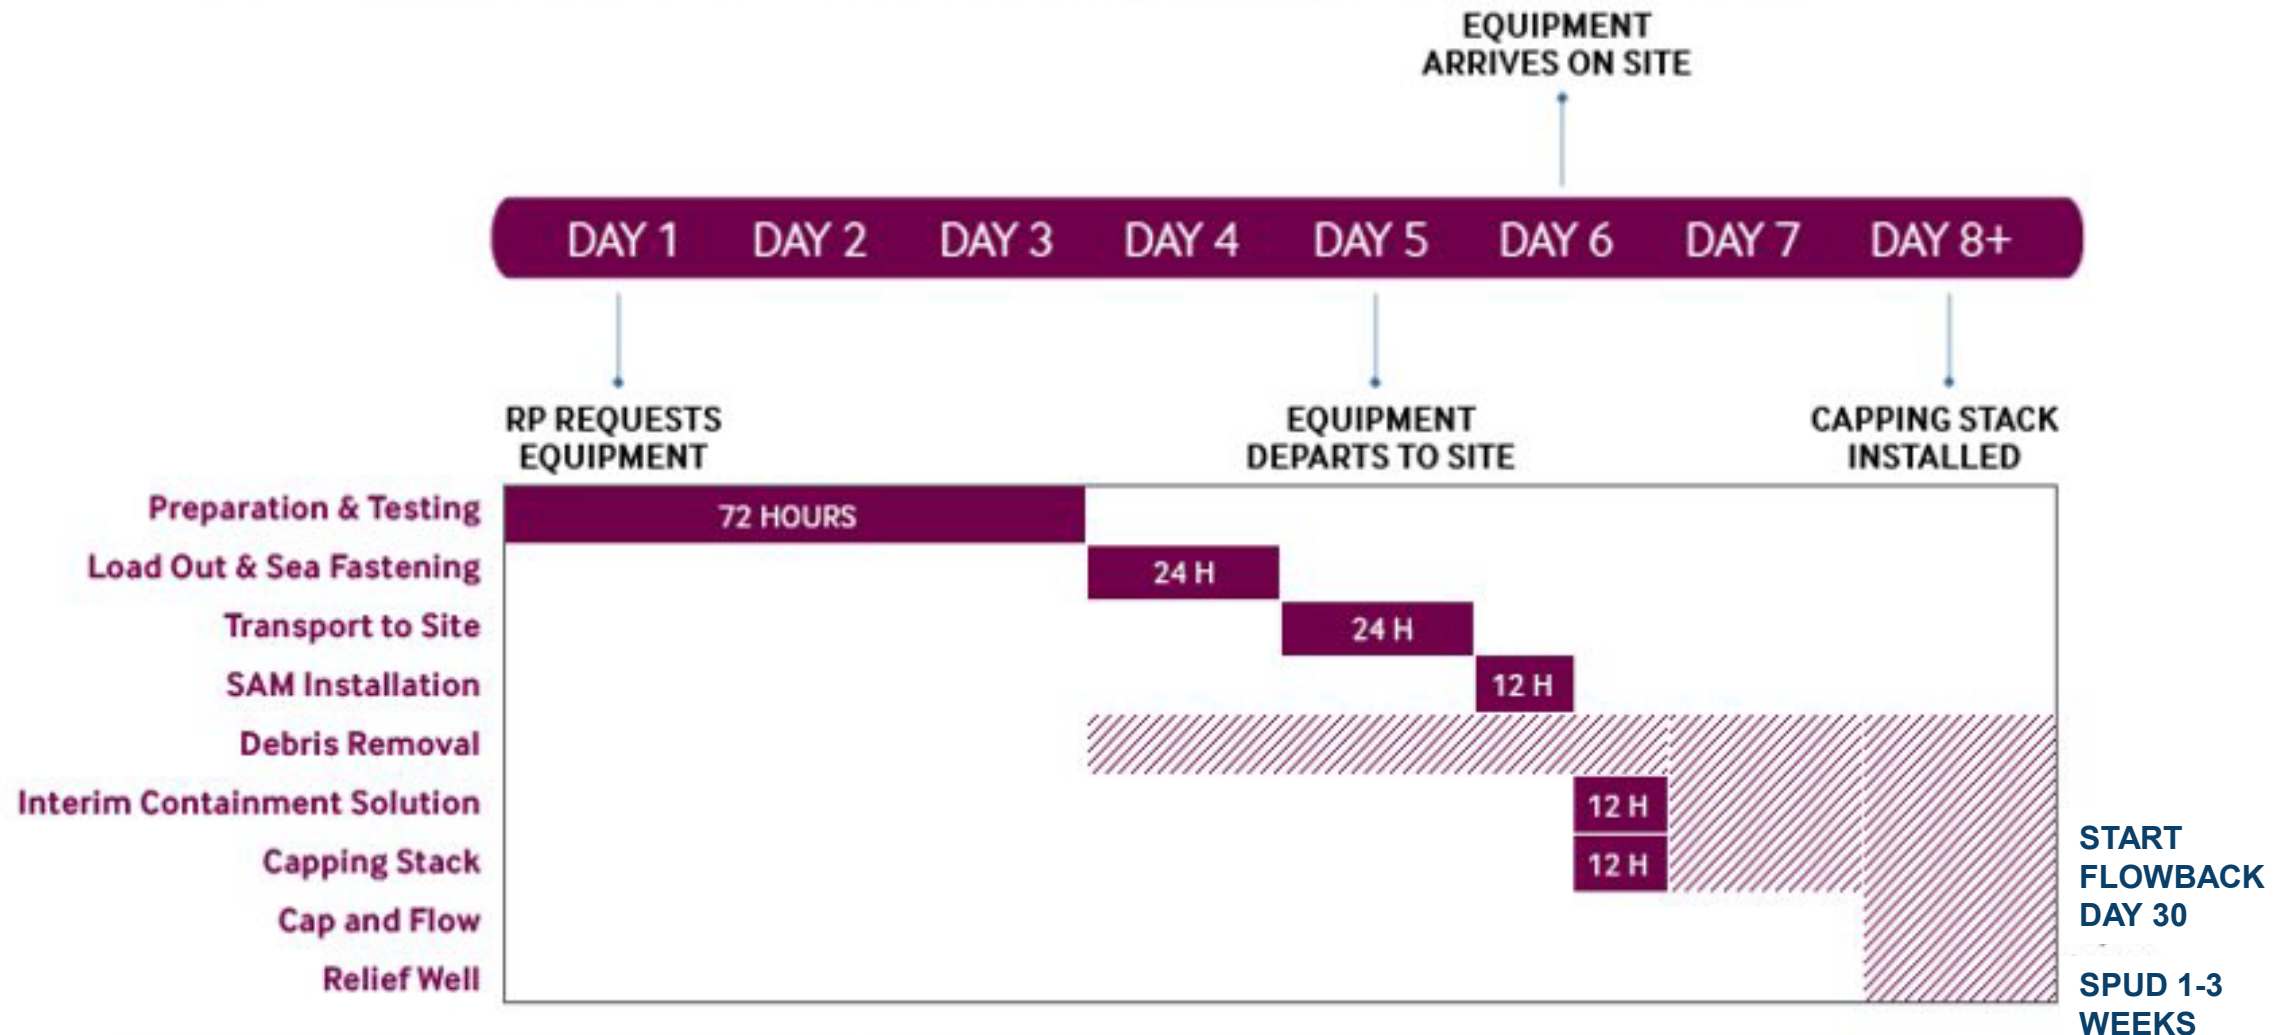 EQUIPMENT
ARRIVES ON SITE
DAY 1 DAY 2 DAY 3 DAY 4 DAY 5 DAY 6 DAY 7 DAY 8+
RP REQUESTS
EQUIPMENT
EQUIPMENT
DEPARTS TO SITE
CAPPING STACK
INSTALLED
Preparation & Testing
72 HOURS
Load Out & Sea Fastening
24 H
Transport to Site
24 H
SAM Installation
12 H
Debris Removal
Interim Containment Solution
12 H
Capping Stack
12 H
Cap and Flow
START
FLOWBACK
DAY 30
Relief Well
SPUD 1-3
WEEKS